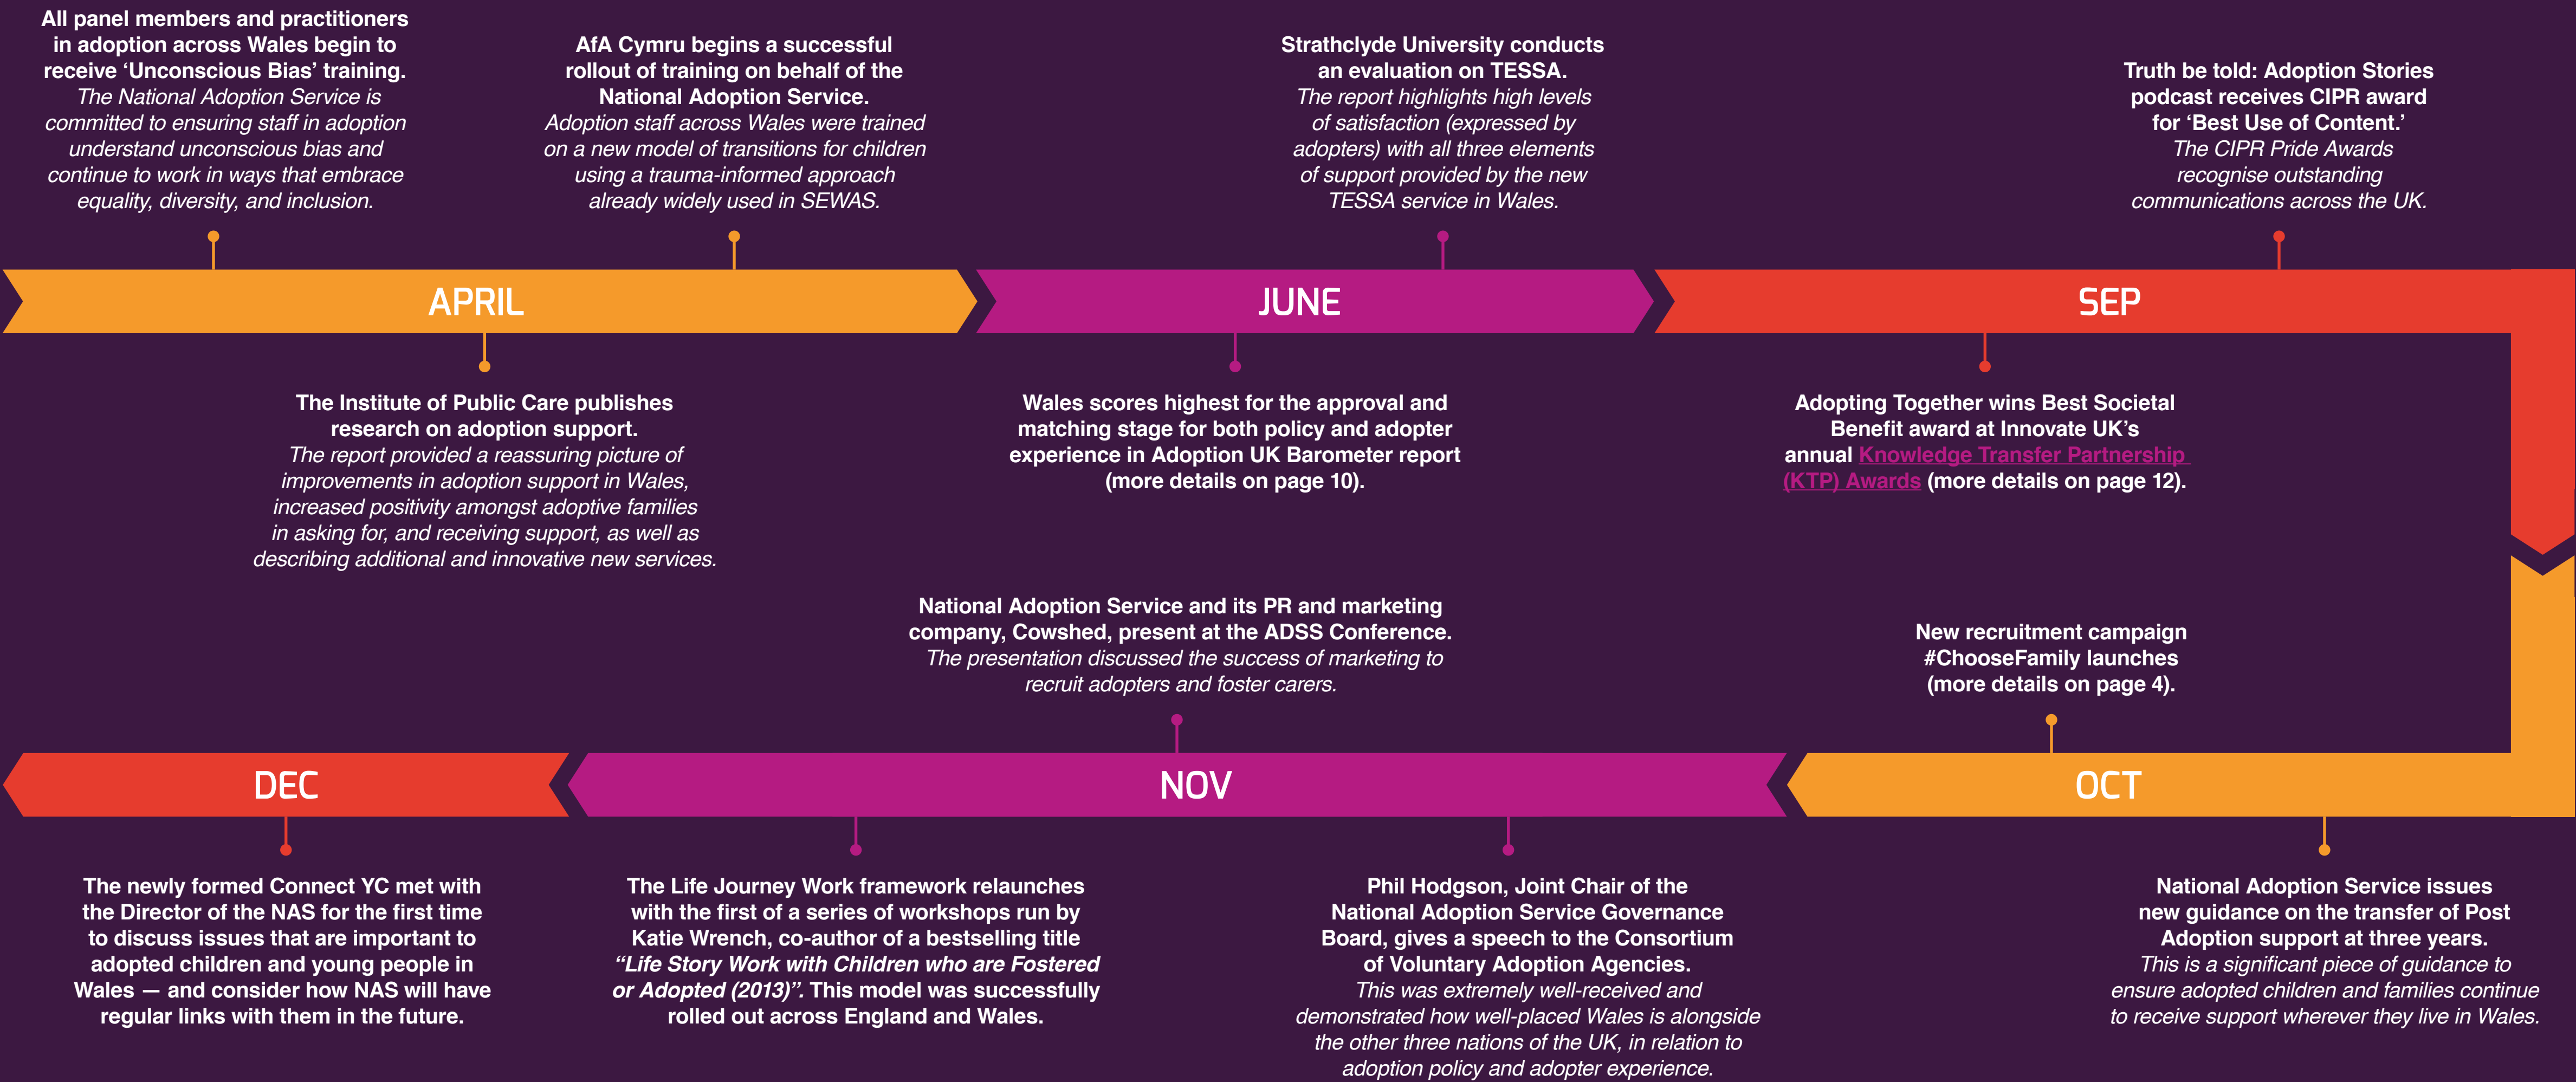 All panel members and practitioners
in adoption across Wales begin to
receive ‘Unconscious Bias’ training.
The National Adoption Service is
committed to ensuring staff in adoption
understand unconscious bias and
continue to work in ways that embrace
equality, diversity, and inclusion.
AfA Cymru begins a successful
rollout of training on behalf of the
National Adoption Service.
Adoption staff across Wales were trained
on a new model of transitions for children
using a trauma-informed approach
already widely used in SEWAS.
Strathclyde University conducts
an evaluation on TESSA.
The report highlights high levels
of satisfaction (expressed by
adopters) with all three elements
of support provided by the new
TESSA service in Wales.
Truth be told: Adoption Stories
podcast receives CIPR award
for ‘Best Use of Content.’
The CIPR Pride Awards
recognise outstanding
communications across the UK.
APRIL
JUNE
SEP
The Institute of Public Care publishes
research on adoption support.
The report provided a reassuring picture of
improvements in adoption support in Wales,
increased positivity amongst adoptive families
in asking for, and receiving support, as well as
describing additional and innovative new services.
Wales scores highest for the approval and
matching stage for both policy and adopter
experience in Adoption UK Barometer report
(more details on page 10).
Adopting Together wins Best Societal
Benefit award at Innovate UK’s
annual Knowledge Transfer Partnership
(KTP) Awards (more details on page 12).
National Adoption Service and its PR and marketing
company, Cowshed, present at the ADSS Conference.
The presentation discussed the success of marketing to
recruit adopters and foster carers.
New recruitment campaign
#ChooseFamily launches
(more details on page 4).
DEC
NOV
OCT
The newly formed Connect YC met with
the Director of the NAS for the first time
to discuss issues that are important to
adopted children and young people in
Wales — and consider how NAS will have
regular links with them in the future.
The Life Journey Work framework relaunches
with the first of a series of workshops run by
Katie Wrench, co-author of a bestselling title
“Life Story Work with Children who are Fostered
or Adopted (2013)”. This model was successfully
rolled out across England and Wales.
Phil Hodgson, Joint Chair of the
National Adoption Service Governance
Board, gives a speech to the Consortium
of Voluntary Adoption Agencies.
This was extremely well-received and
demonstrated how well-placed Wales is alongside
the other three nations of the UK, in relation to
adoption policy and adopter experience.
National Adoption Service issues
new guidance on the transfer of Post
Adoption support at three years.
This is a significant piece of guidance to
ensure adopted children and families continue
to receive support wherever they live in Wales.